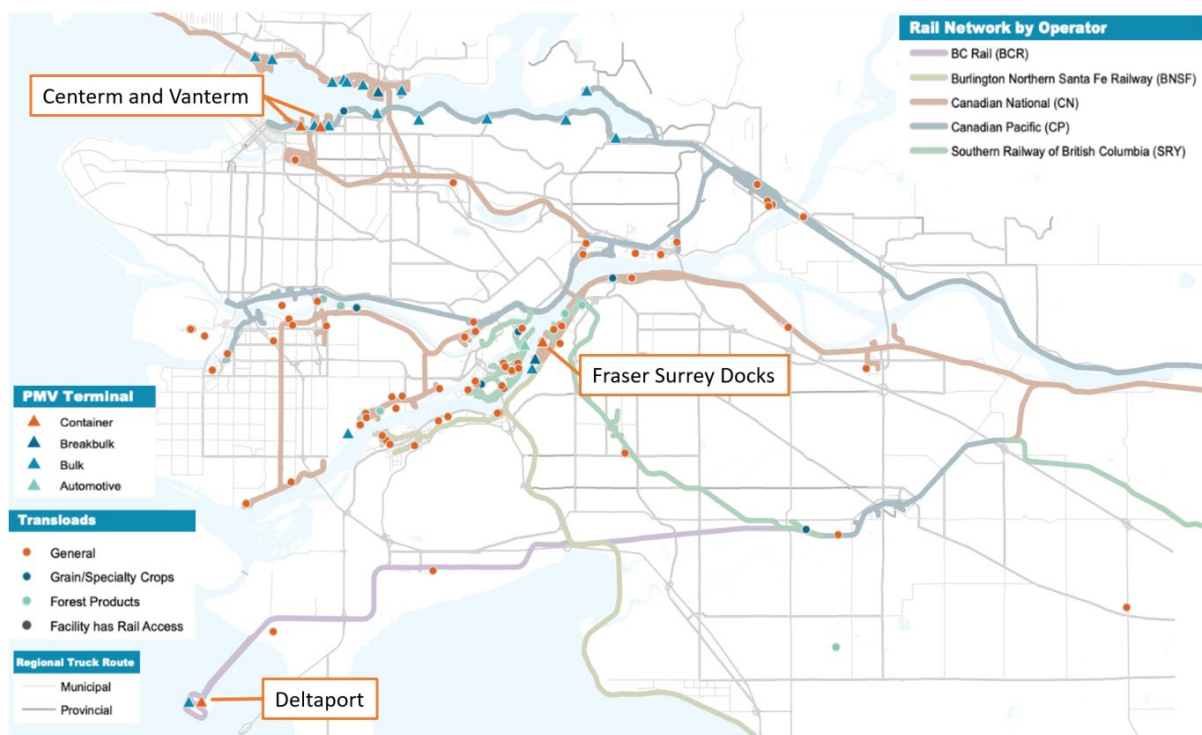 Rail Network by Operator
BC Rail (BCR)
Burlington Northern Santa Fe Railway (BNSF)
Canadian National (CN)
Canadian Pacific (CP)
Southern Railway of British Columbia (SRY)
Centerm and Vanterm
Fraser Surrey Docks
PMV Terminal
Container
Breakbulk
Bulk
Automotive
Transloads
General
Grain/Specialty Crops
Forest Products
Facility has Rail Access
Regional Truck Route
Municipal
Provincial
Deltaport